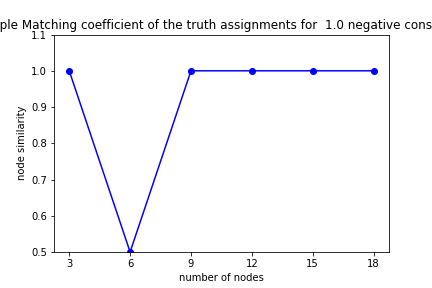 ple Matching coefficient of the truth assignments for 1.0 negative cons
1.1
1.0
0.9
0.8
0.7
0.6
0.5
node similarity
3 6 9 12 15 18
number of nodes